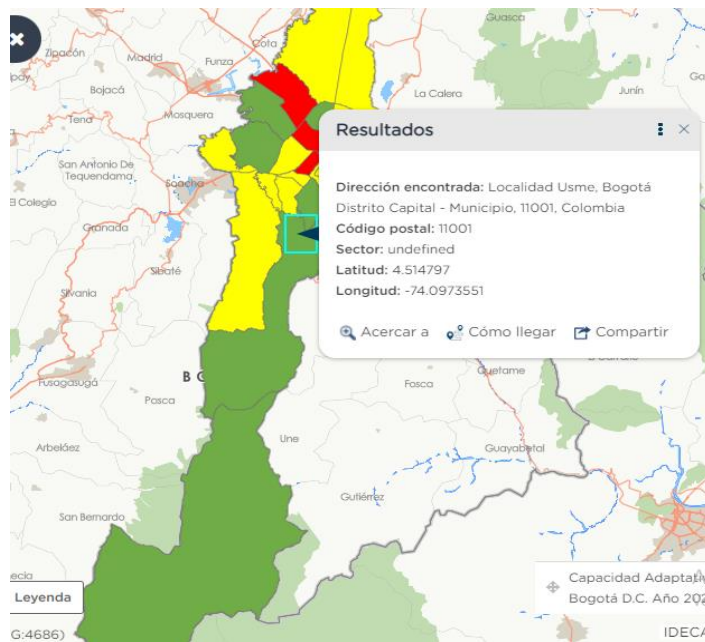 Guasca
Zipacón
Cota
Madrid
Funza
Bojacá
La Calera
Junín
Tena
Mosquera
Resultados
San Antonio De
Tequendama
Soacha
Dirección encontrada: Localidad Usme, Bogotá
Distrito Capital - Municipio, 11001, Colombia
El Colegio
Código postal: 11001
Granada
Sector: undefined
Latitud: 4.514797
Sibaté
Longitud: -74.0973551
Silvania
Acercar a
Cómo llegar
Compartir
Fusagasugá
Quetame
Fosca
Pasca
Une
Arbeláez
Guayabetal
Gutiérrez
San Bernardo
Capacidad Adaptativ
Leyenda
Bogotá D.C. Año 202
G:4686)
IDECA